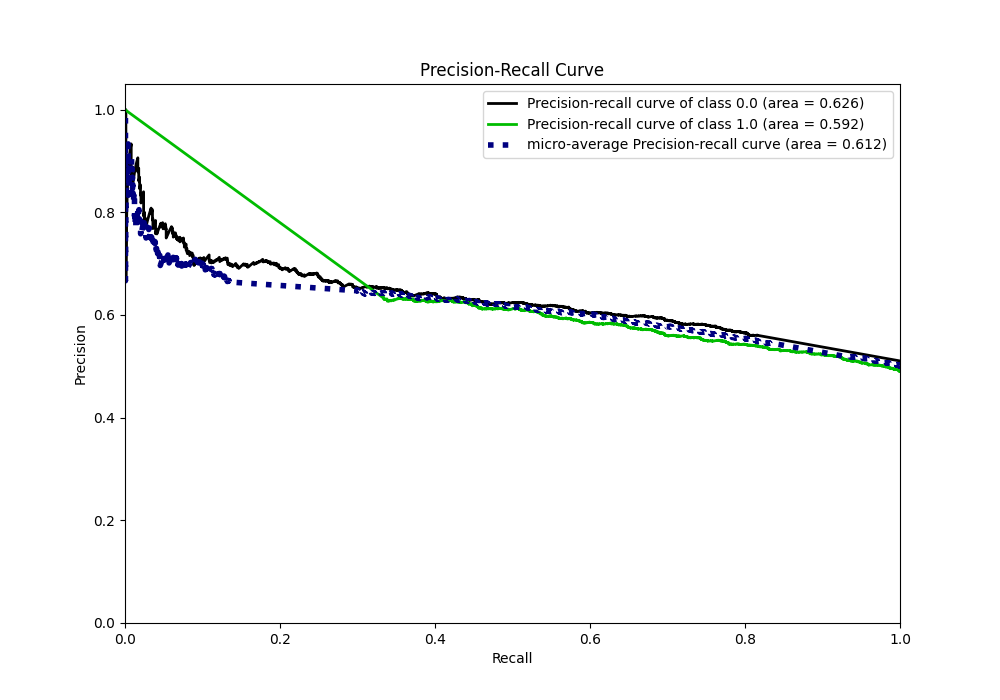 Precision-Recall Curve
Precision-recall curve of class 0.0 (area = 0.626)
Precision-recall curve of class 1.0 (area = 0.592)
micro-average Precision-recall curve (area = 0.612)
1.0
0.8
0.6
0.4
0.2
0.0
Precision
0.0 0.2 0.4 0.6 0.8 1.0
Recall